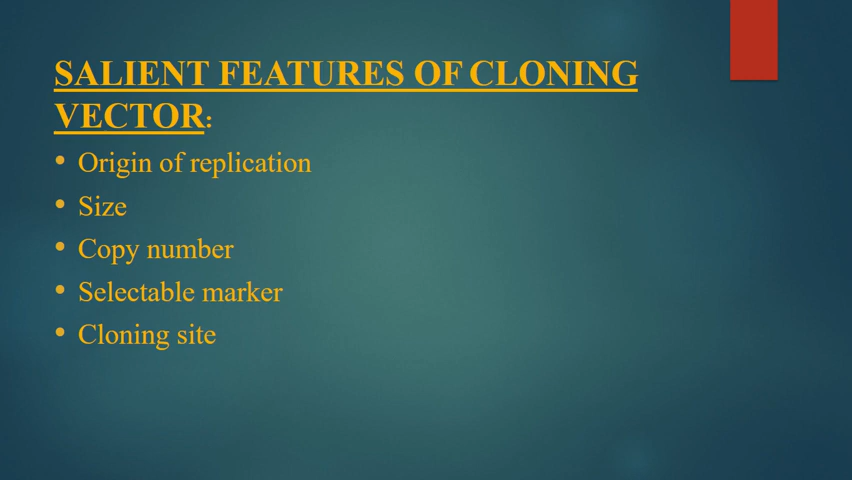 SALIENT FEATURES OF CLONING
VECTOR:
• Origin of replication
• Size
• Copy number
• Selectable marker
• Cloning site